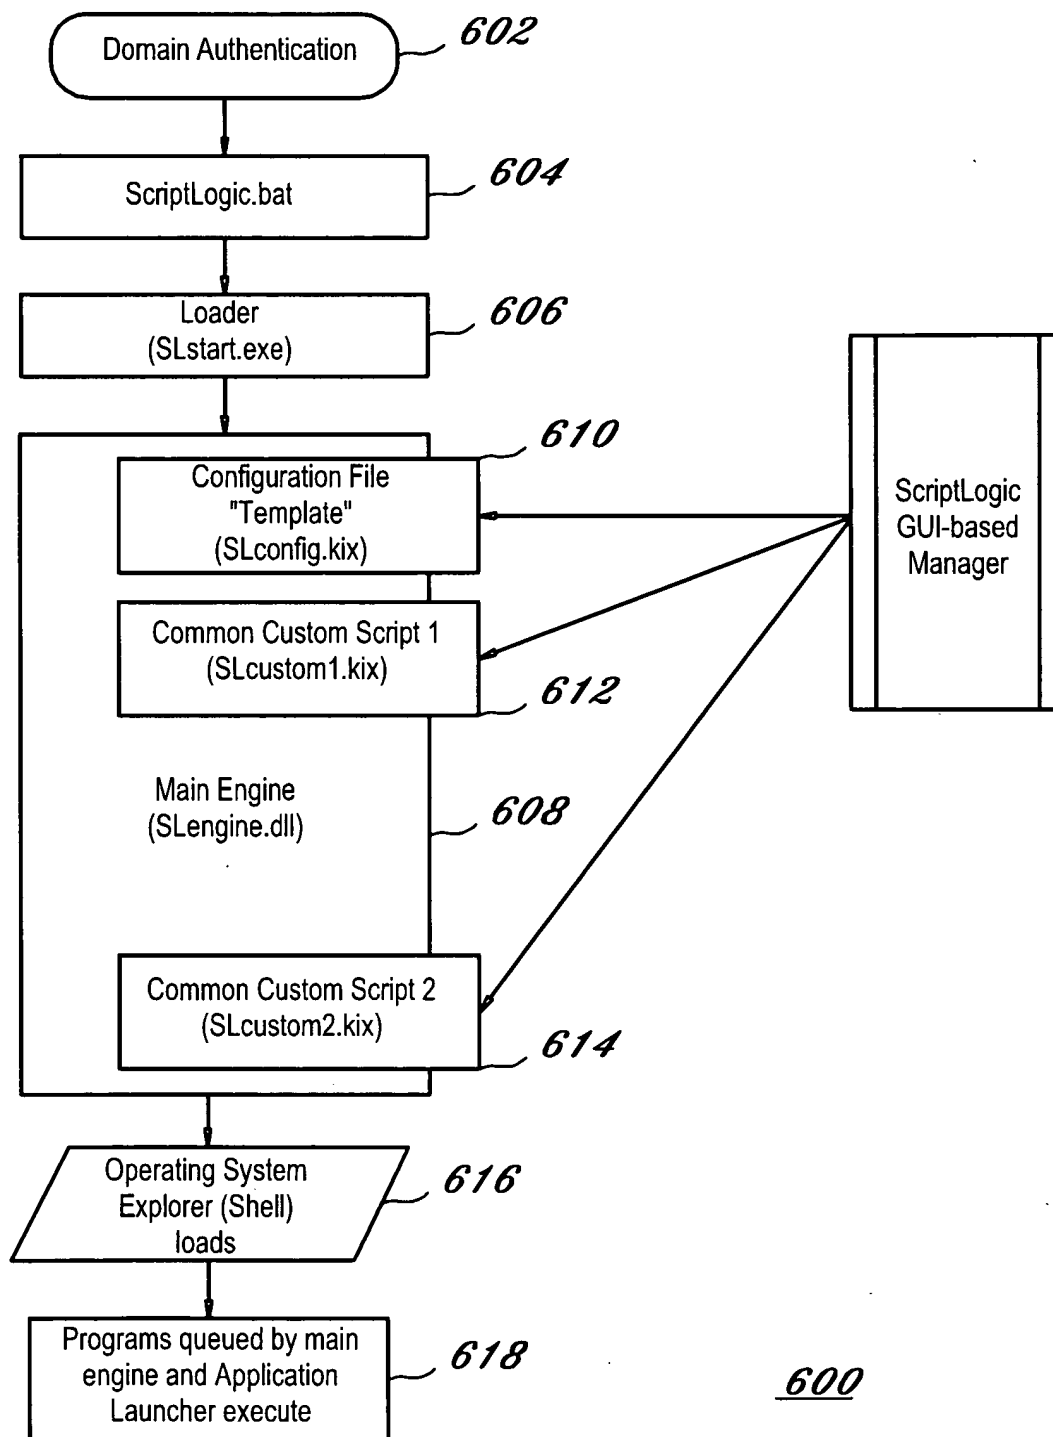 Domain Authentication
602
ScriptLogic.bat
604
Loader
(SLstart.exe)
606
610
Configuration File
"Template"
(SLconfig.kix)
ScriptLogic
GUI-based
Manager
Common Custom Script 1
(SLcustom1.kix)
612
Main Engine
(SLengine.dll)
608
Common Custom Script 2
(SLcustom2.kix)
614
Operating System
Explorer (Shell)
loads
616
Programs queued by main
engine and Application
Launcher execute
618
600